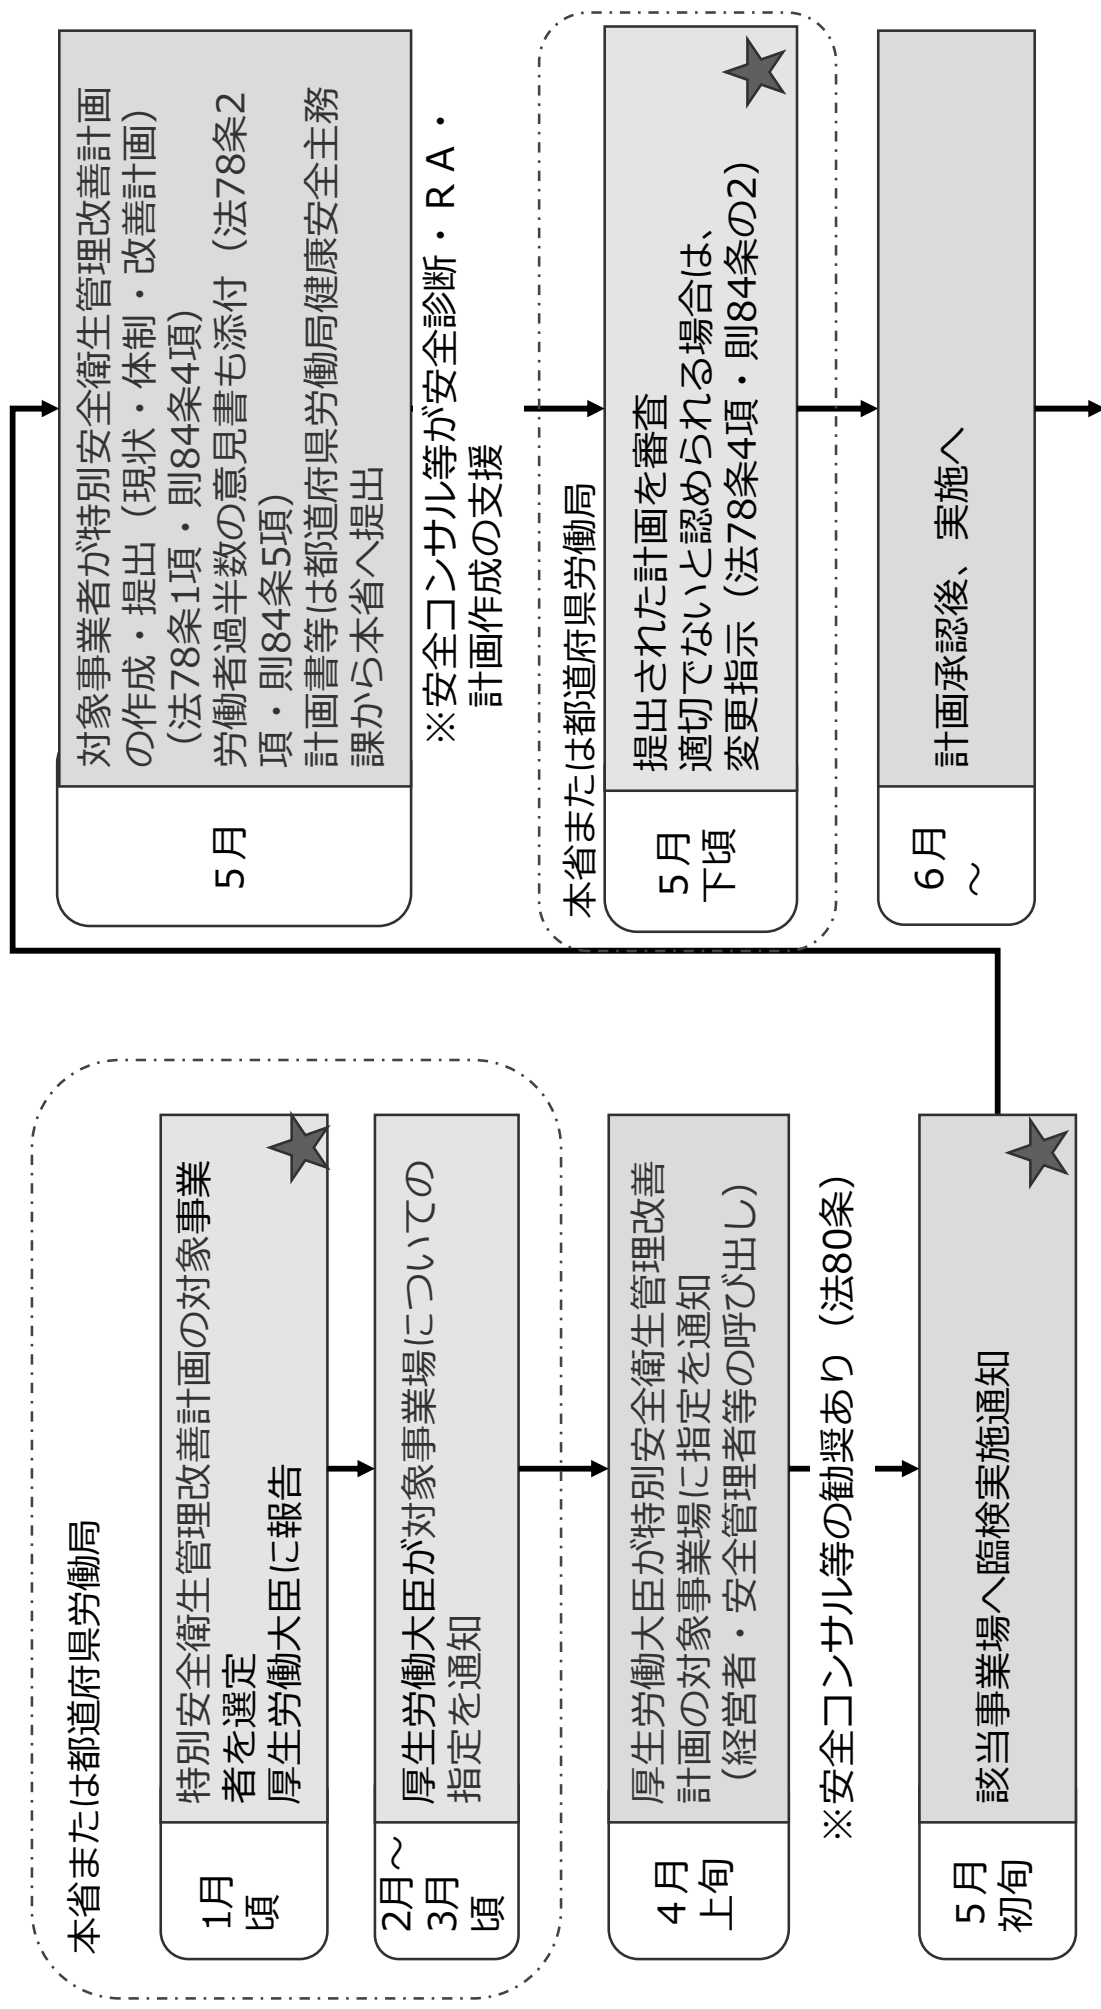 本省または都道府県労働局
1月
頃
特別安全衛生管理改善計画の対象事業
者を選定
厚生労働大臣に報告
2月～
3月
頃
厚生労働大臣が対象事業場についての
指定を通知
4月
上旬
厚生労働大臣が特別安全衛生管理改善
計画の対象事業場に指定を通知
（経営者・安全管理者等の呼び出し）
※安全コンサル等の勧奨あり（法80条）
5月
初旬
該当事業場へ臨検実施通知
5月
対象事業者が特別安全衛生管理改善計画
の作成・提出（現状・体制・改善計画）
（法78条1項・則84条4項）
労働者過半数の意見書も添付（法78条2
項・則84条5項）
計画書等は都道府県労働局健康安全主務
課から本省へ提出
※安全コンサル等が安全診断・ＲＡ・
計画作成の支援
本省または都道府県労働局
5月
下頃
提出された計画を審査
適切でないと認められる場合は、
変更指示（法78条4項・則84条の2）
6月
～
計画承認後、実施へ